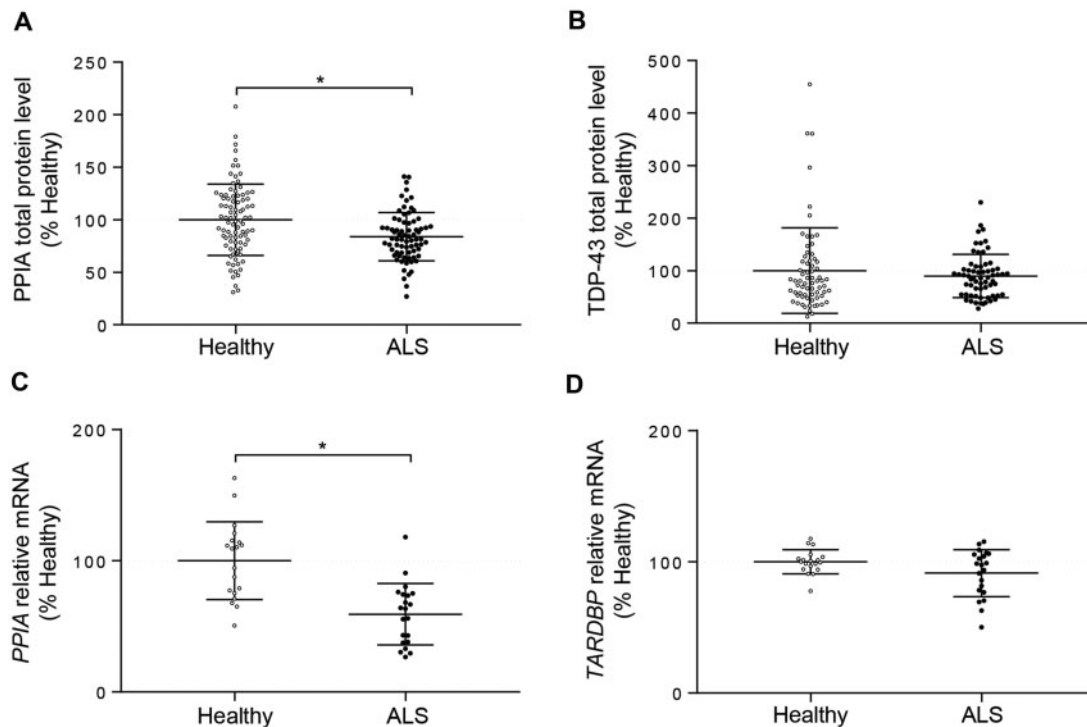 A
PPIA total protein level
(% Healthy)
250
200
150
100
50
0
*
Healthy
ALS
B
TDP-43 total protein level
(% Healthy)
500
400
300
200
100
0
Healthy
ALS
C
PPIA relative mRNA
(% Healthy)
200
100
0
*
Healthy
ALS
D
TARDBP relative mRNA
(% Healthy)
200
100
0
Healthy
ALS